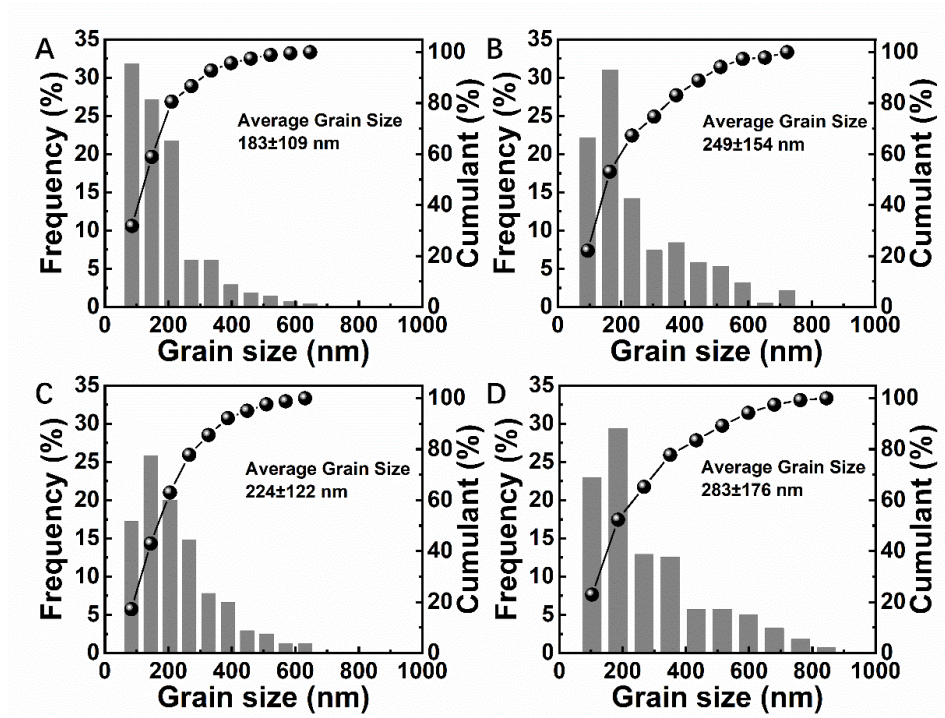 A
Frequency (%)
35
30
25
20
15
10
5
0
Average Grain Size
183±109 nm
100
80
60
40
20
0
Cumulant (%)
0 200 400 600 800 1000
Grain size (nm)
B
Frequency (%)
35
30
25
20
15
10
5
0
Average Grain Size
249±154 nm
100
80
60
40
20
0
Cumulant (%)
0 200 400 600 800 1000
Grain size (nm)
C
Frequency (%)
35
30
25
20
15
10
5
0
Average Grain Size
224±122 nm
100
80
60
40
20
0
Cumulant (%)
0 200 400 600 800 1000
Grain size (nm)
D
Frequency (%)
35
30
25
20
15
10
5
0
Average Grain Size
283±176 nm
100
80
60
40
20
0
Cumulant (%)
0 200 400 600 800 1000
Grain size (nm)